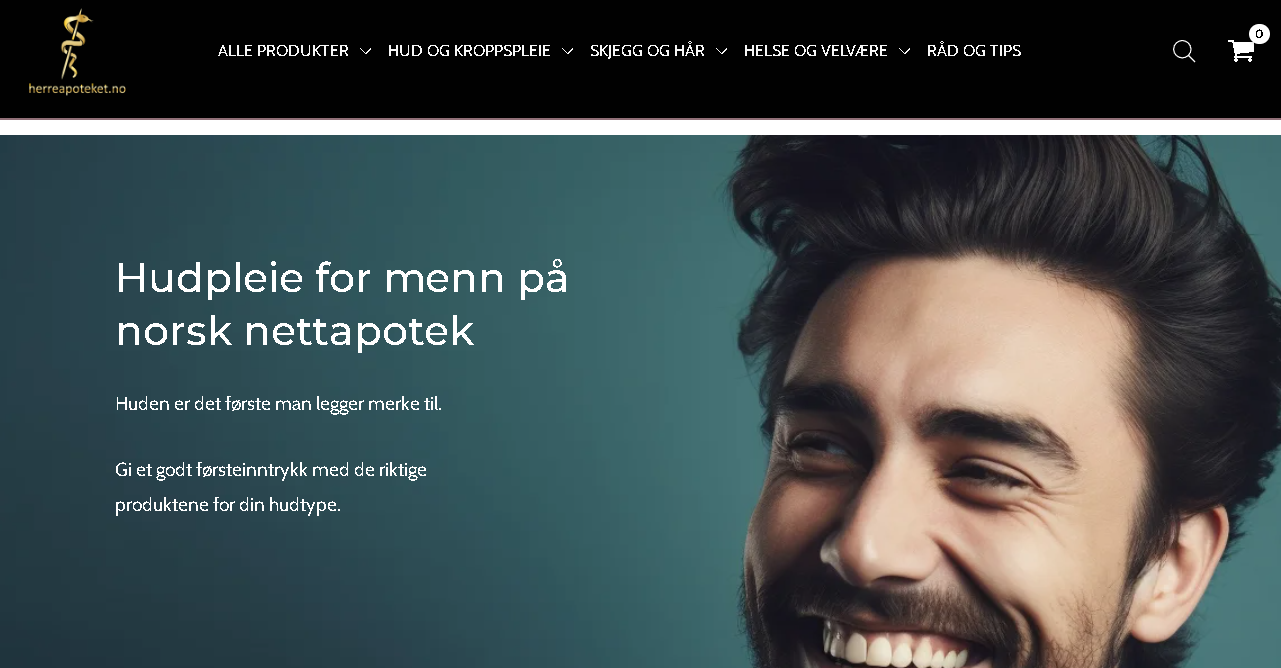 herreapoteket.no
ALLE PRODUKTER HUD OG KROPPSPLEIE SKJEGG OG HÅR HELSE OG VELVÆRE RÅD OG TIPS
0
Hudpleie for menn på
norsk nettapotek
Huden er det første man legger merke til.
Gi et godt førsteinntrykk med de riktige
produktene for din hudtype.